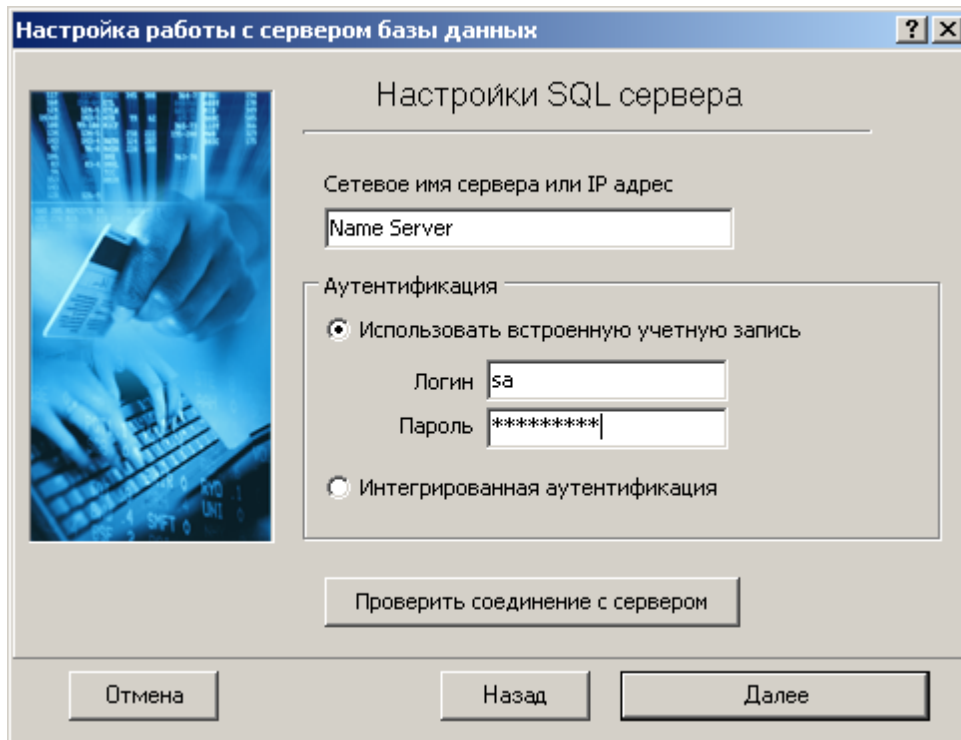 Настройка работы с сервером базы данных
Настройки SQL сервера
Сетевое имя сервера или IP адрес
Name Server
Аутентификация
Использовать встроенную учетную запись
Логин sa
Пароль *********
Интегрированная аутентификация
Проверить соединение с сервером
Отмена Назад Далее